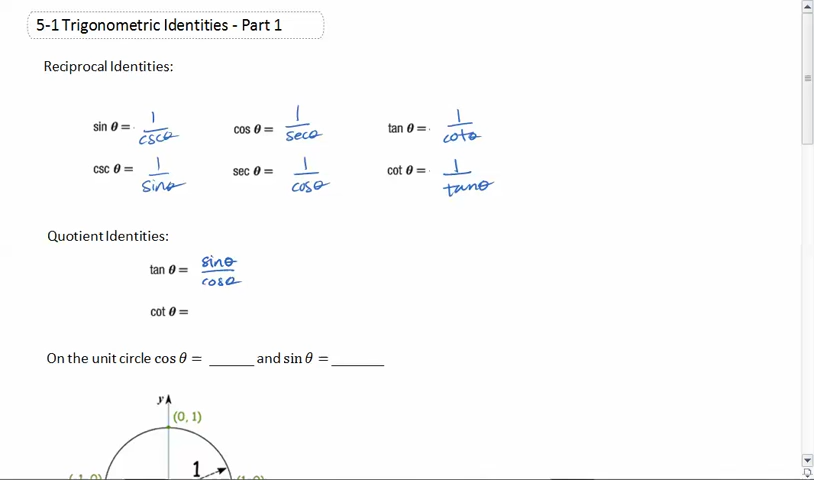 5-1 Trigonometric Identities - Part 1
Reciprocal Identities:
sin θ = 1/cscθ cos θ = 1/secθ tan θ = 1/cotθ
csc θ = 1/sinθ sec θ = 1/cosθ cot θ = 1/tanθ
Quotient Identities:
tan θ = sinθ/cosθ
cot θ =
On the unit circle cos θ = _____ and sin θ = ______
y
(0, 1)
1